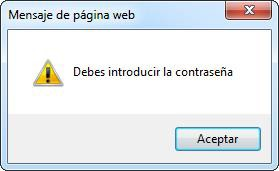 Mensaje de página web
Debes introducir la contraseña
Aceptar